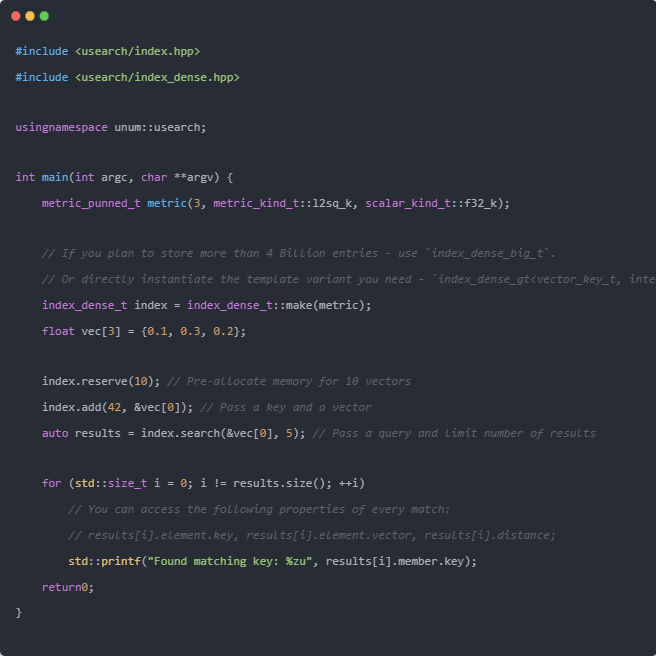 #include <usearch/index.hpp>
#include <usearch/index_dense.hpp>
usingnamespace unum::usearch;
int main(int argc, char **argv) {
metric_punned_t metric(3, metric_kind_t::l2sq_k, scalar_kind_t::f32_k);
// If you plan to store more than 4 Billion entries - use `index_dense_big_t`.
// Or directly instantiate the template variant you need - `index_dense_gt<vector_key_t, inte
index_dense_t index = index_dense_t::make(metric);
float vec[3] = {0.1, 0.3, 0.2};
index.reserve(10); // Pre-allocate memory for 10 vectors
index.add(42, &vec[0]); // Pass a key and a vector
auto results = index.search(&vec[0], 5); // Pass a query and limit number of results
for (std::size_t i = 0; i != results.size(); ++i)
// You can access the following properties of every match:
// results[i].element.key, results[i].element.vector, results[i].distance;
std::printf("Found matching key: %zu", results[i].member.key);
return0;
}